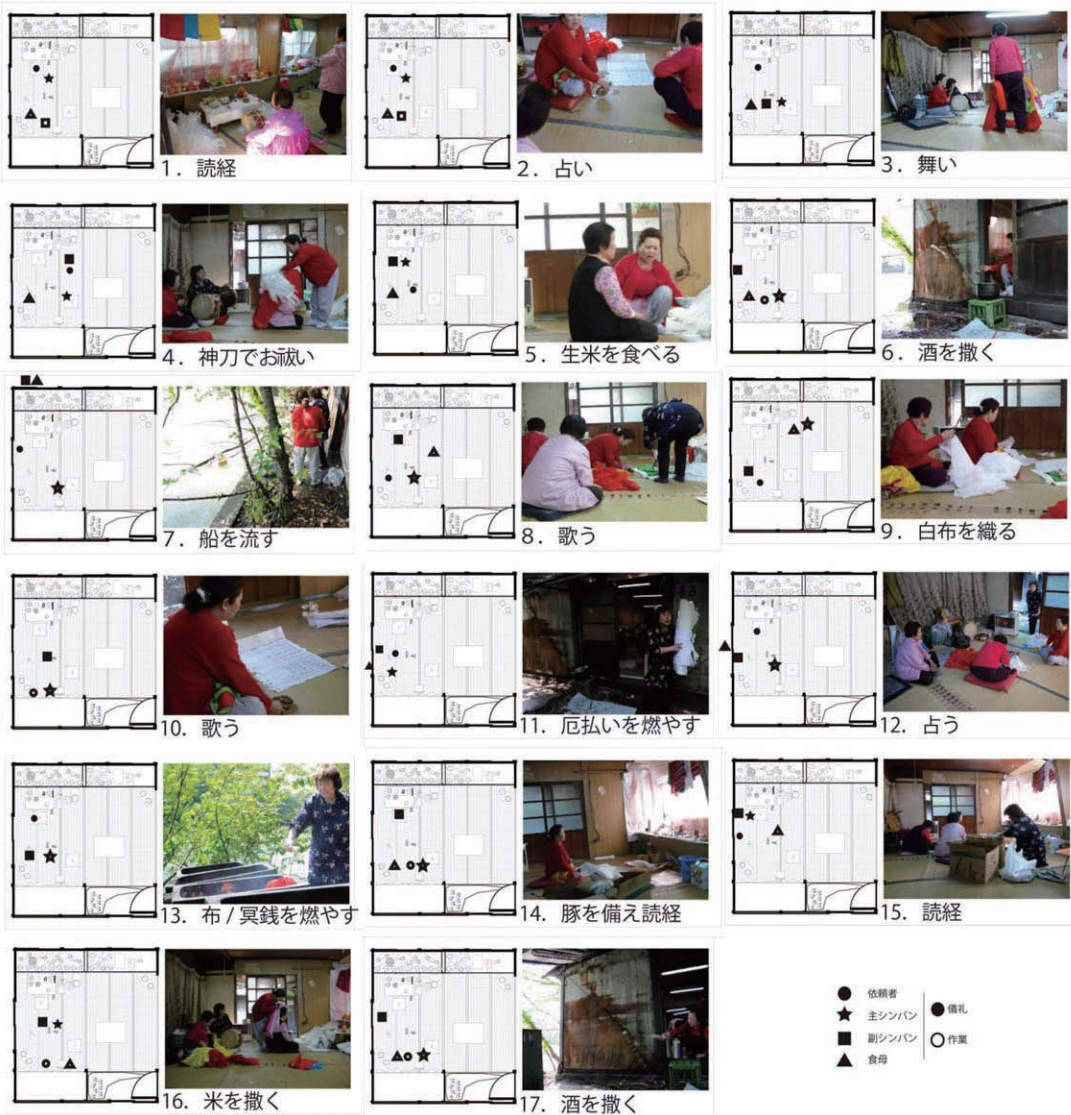 1. 読経
2. 占い
3. 舞い
4. 神刀でお祓い
5. 生米を食べる
6. 酒を撒く
7. 船を流す
8. 歌う
9. 白布を織る
10. 歌う
11. 厄払いを燃やす
12. 占う
13. 布 / 冥銭を燃やす
14. 豚を備え読経
15. 読経
16. 米を撒く
17. 酒を撒く
依頼者
主シンバン
副シンバン
食母
儀礼
作業